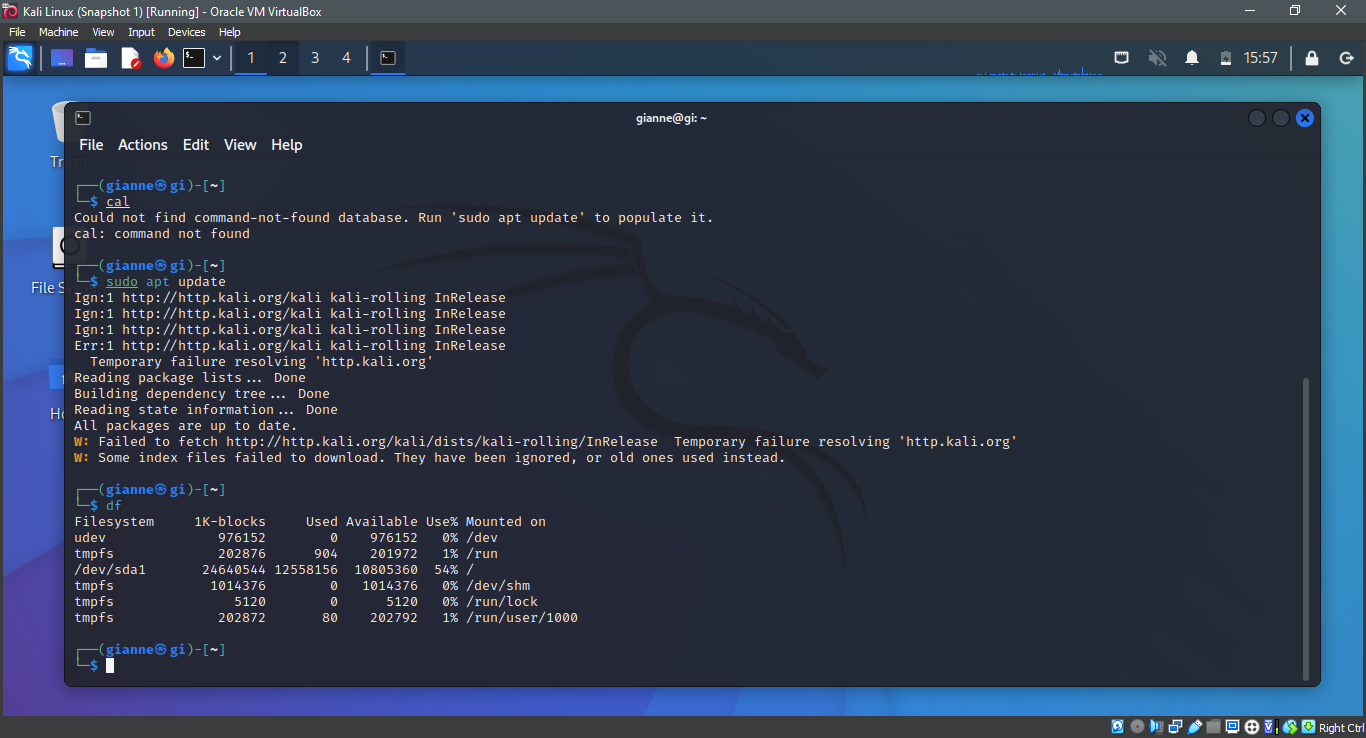 Kali Linux (Snapshot 1) [Running] - Oracle VM VirtualBox
File Machine View Input Devices Help
1 2 3 4 15:57
gianne@gi: ~
File Actions Edit View Help
Trash
┌──(gianne㉿gi)-[~]
└─$ cal
Could not find command-not-found database. Run 'sudo apt update' to populate it.
cal: command not found
┌──(gianne㉿gi)-[~]
└─$ sudo apt update
File S
Ign:1 http://http.kali.org/kali kali-rolling InRelease
Ign:1 http://http.kali.org/kali kali-rolling InRelease
Ign:1 http://http.kali.org/kali kali-rolling InRelease
Err:1 http://http.kali.org/kali kali-rolling InRelease
Temporary failure resolving 'http.kali.org'
Reading package lists... Done
Building dependency tree... Done
Reading state information... Done
Ho
All packages are up to date.
W: Failed to fetch http://http.kali.org/kali/dists/kali-rolling/InRelease Temporary failure resolving 'http.kali.org'
W: Some index files failed to download. They have been ignored, or old ones used instead.
┌──(gianne㉿gi)-[~]
└─$ df
Filesystem 1K-blocks Used Available Use% Mounted on
udev 976152 0 976152 0% /dev
tmpfs 202876 904 201972 1% /run
/dev/sda1 24640544 12558156 10805360 54% /
tmpfs 1014376 0 1014376 0% /dev/shm
tmpfs 5120 0 5120 0% /run/lock
tmpfs 202872 80 202792 1% /run/user/1000
┌──(gianne㉿gi)-[~]
└─$
Right Ctrl